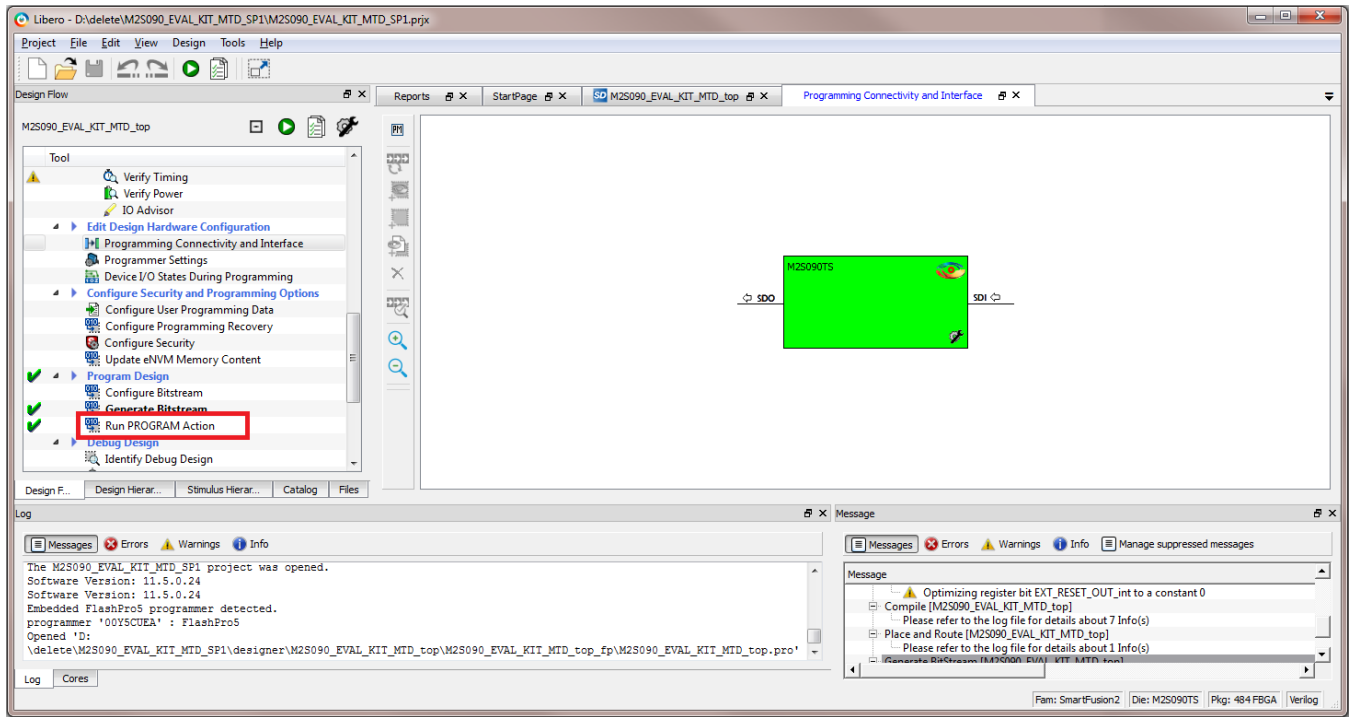 Libero - D:\delete\M2S090_EVAL_KIT_MTD_SP1\M2S090_EVAL_KIT_MTD_SP1.prjx
Project File Edit View Design Tools Help
Design Flow
Reports StartPage M2S090_EVAL_KIT_MTD_top Programming Connectivity and Interface
M2S090_EVAL_KIT_MTD_top
Tool
Verify Timing
Verify Power
IO Advisor
Edit Design Hardware Configuration
Programming Connectivity and Interface
Programmer Settings
Device I/O States During Programming
Configure Security and Programming Options
Configure User Programming Data
Configure Programming Recovery
Configure Security
Update eNVM Memory Content
Program Design
Configure Bitstream
Generate Bitstream
Run PROGRAM Action
Debug Design
Identify Debug Design
Design F... Design Hierar... Stimulus Hierar... Catalog Files
PM
M2S090TS
SDO SDI
Log
Messages Errors Warnings Info
The M2S090_EVAL_KIT_MTD_SP1 project was opened.
Software Version: 11.5.0.24
Software Version: 11.5.0.24
Embedded FlashPro5 programmer detected.
programmer '00Y5CUEA' : FlashPro5
Opened 'D:
\delete\M2S090_EVAL_KIT_MTD_SP1\designer\M2S090_EVAL_KIT_MTD_top\M2S090_EVAL_KIT_MTD_top_fp\M2S090_EVAL_KIT_MTD_top.pro'
Log Cores
Message
Messages Errors Warnings Info Manage suppressed messages
Message
Optimizing register bit EXT_RESET_OUT_int to a constant 0
Compile [M2S090_EVAL_KIT_MTD_top]
Please refer to the log file for details about 7 Info(s)
Place and Route [M2S090_EVAL_KIT_MTD_top]
Please refer to the log file for details about 1 Info(s)
Generate BitStream [M2S090_EVAL_KIT_MTD_top]
Fam: SmartFusion2 Die: M2S090TS Pkg: 484 FBGA Verilog